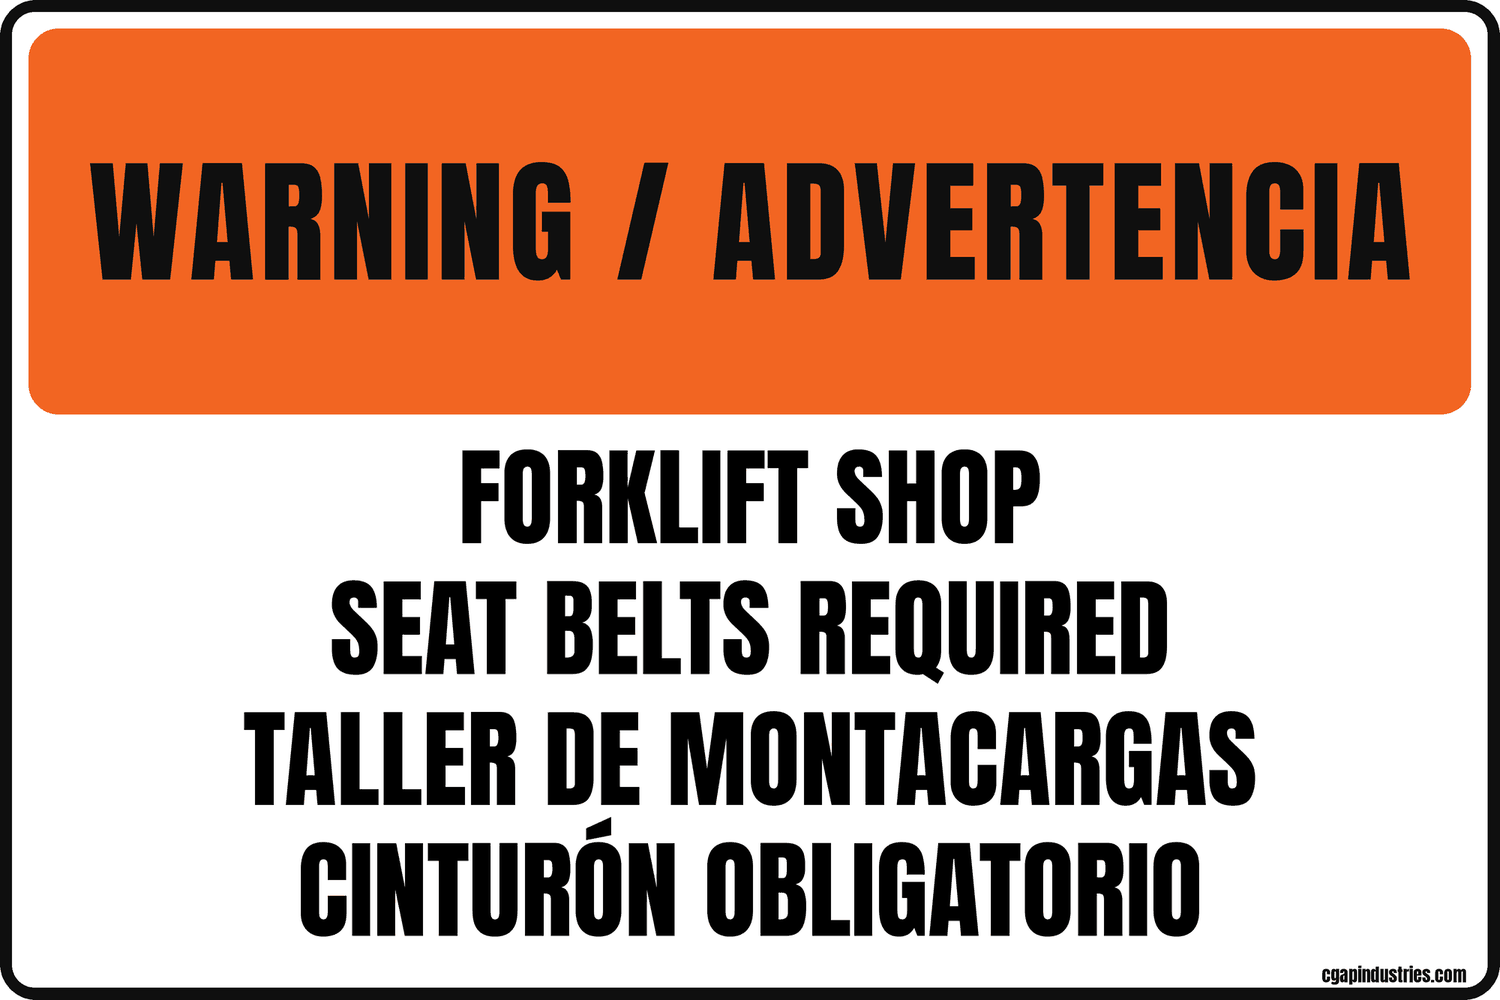 WARNING / ADVERTENCIA
FORKLIFT SHOP
SEAT BELTS REQUIRED
TALLER DE MONTACARGAS
CINTURÓN OBLIGATORIO
cgapindustries.com